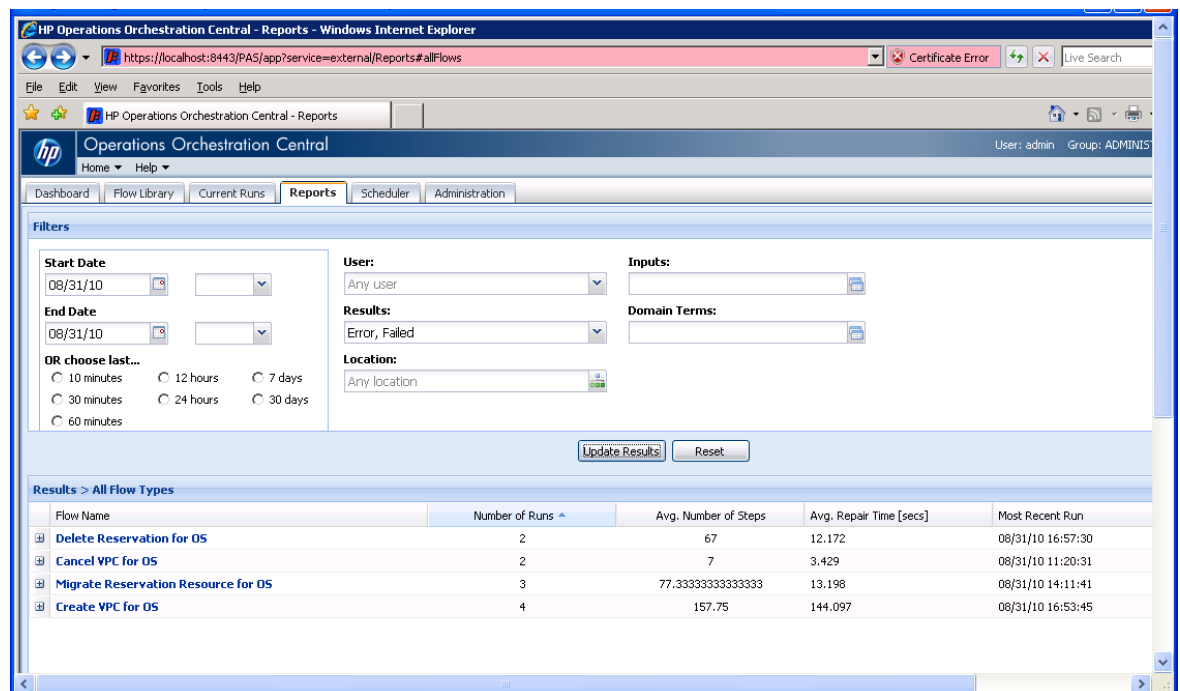 HP Operations Orchestration Central - Reports - Windows Internet Explorer
https://localhost:8443/PAS/app?service=external/Reports#allFlows
Certificate Error
Live Search
File Edit View Favorites Tools Help
HP Operations Orchestration Central - Reports
hp
Operations Orchestration Central
User: admin Group: ADMINIS
Home Help
Dashboard Flow Library Current Runs Reports Scheduler Administration
Filters
Start Date
08/31/10
End Date
08/31/10
OR choose last...
10 minutes 12 hours 7 days
30 minutes 24 hours 30 days
60 minutes
User:
Any user
Results:
Error, Failed
Location:
Any location
Inputs:
Domain Terms:
Update Results Reset
Results > All Flow Types
Flow Name Number of Runs Avg. Number of Steps Avg. Repair Time [secs] Most Recent Run
Delete Reservation for OS 2 67 12.172 08/31/10 16:57:30
Cancel VPC for OS 2 7 3.429 08/31/10 11:20:31
Migrate Reservation Resource for OS 3 77.33333333333333 13.198 08/31/10 14:11:41
Create VPC for OS 4 157.75 144.097 08/31/10 16:53:45